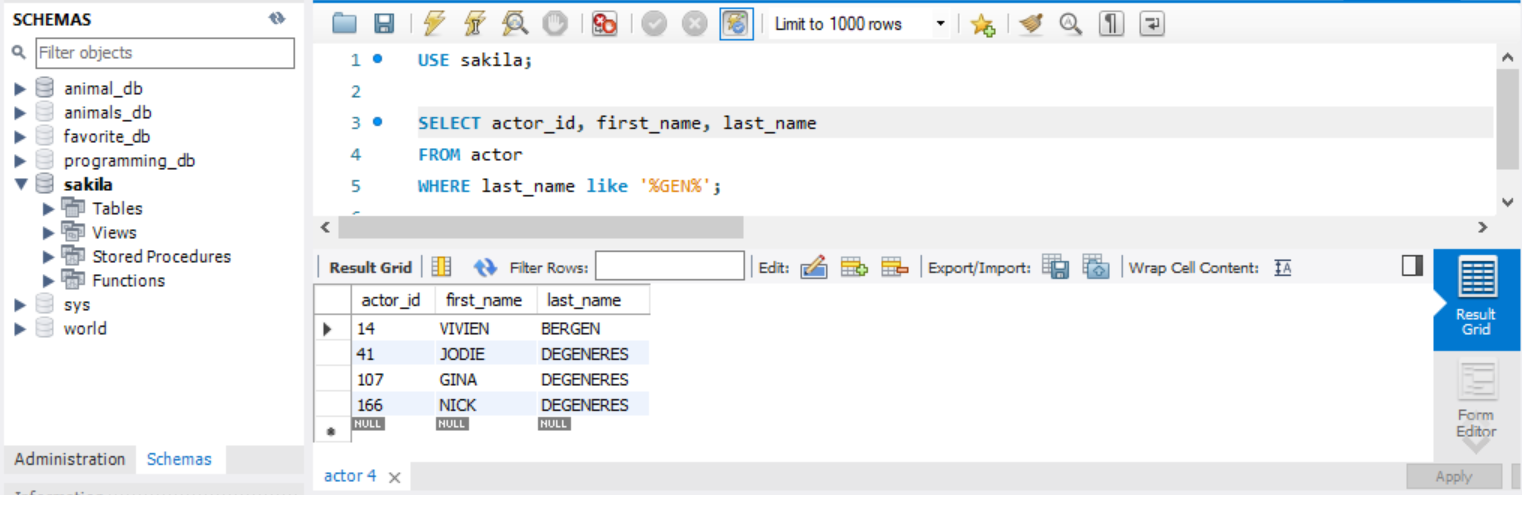 SCHEMAS
Filter objects
animal_db
animals_db
favorite_db
programming_db
sakila
Tables
Views
Stored Procedures
Functions
sys
world
Administration Schemas
Limit to 1000 rows
1 USE sakila;
2
3 SELECT actor_id, first_name, last_name
4 FROM actor
5 WHERE last_name like '%GEN%';
Result Grid Filter Rows: Edit: Export/Import: Wrap Cell Content: IA
actor_id first_name last_name
14 VIVIEN BERGEN
41 JODIE DEGENERES
107 GINA DEGENERES
166 NICK DEGENERES
NULL NULL NULL
Result
Grid
Form
Editor
actor 4
Apply